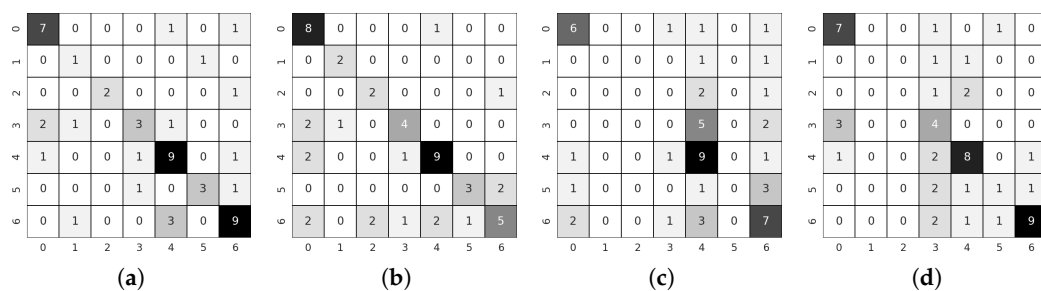 0 7 0 0 0 1 0 1
1 0 1 0 0 0 1 0
2 0 0 2 0 0 0 1
3 2 1 0 3 1 0 0
4 1 0 0 1 9 0 1
5 0 0 0 1 0 3 1
6 0 1 0 0 3 0 9
0 1 2 3 4 5 6
(a)
0 8 0 0 0 1 0 0
1 0 2 0 0 0 0 0
2 0 0 2 0 0 0 1
3 2 1 0 4 0 0 0
4 2 0 0 1 9 0 0
5 0 0 0 0 0 3 2
6 2 0 2 1 2 1 5
0 1 2 3 4 5 6
(b)
0 6 0 0 1 1 0 1
1 0 0 0 0 1 0 1
2 0 0 0 0 2 0 1
3 0 0 0 0 5 0 2
4 1 0 0 1 9 0 1
5 1 0 0 0 1 0 3
6 2 0 0 1 3 0 7
0 1 2 3 4 5 6
(c)
0 7 0 0 1 0 1 0
1 0 0 0 1 1 0 0
2 0 0 0 1 2 0 0
3 3 0 0 4 0 0 0
4 1 0 0 2 8 0 1
5 0 0 0 2 1 1 1
6 0 0 0 2 1 1 9
0 1 2 3 4 5 6
(d)